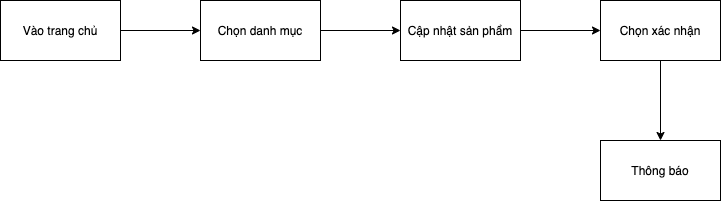 Vào trang chủ
Chọn danh mục
Cập nhật sản phẩm
Chọn xác nhận
Thông báo